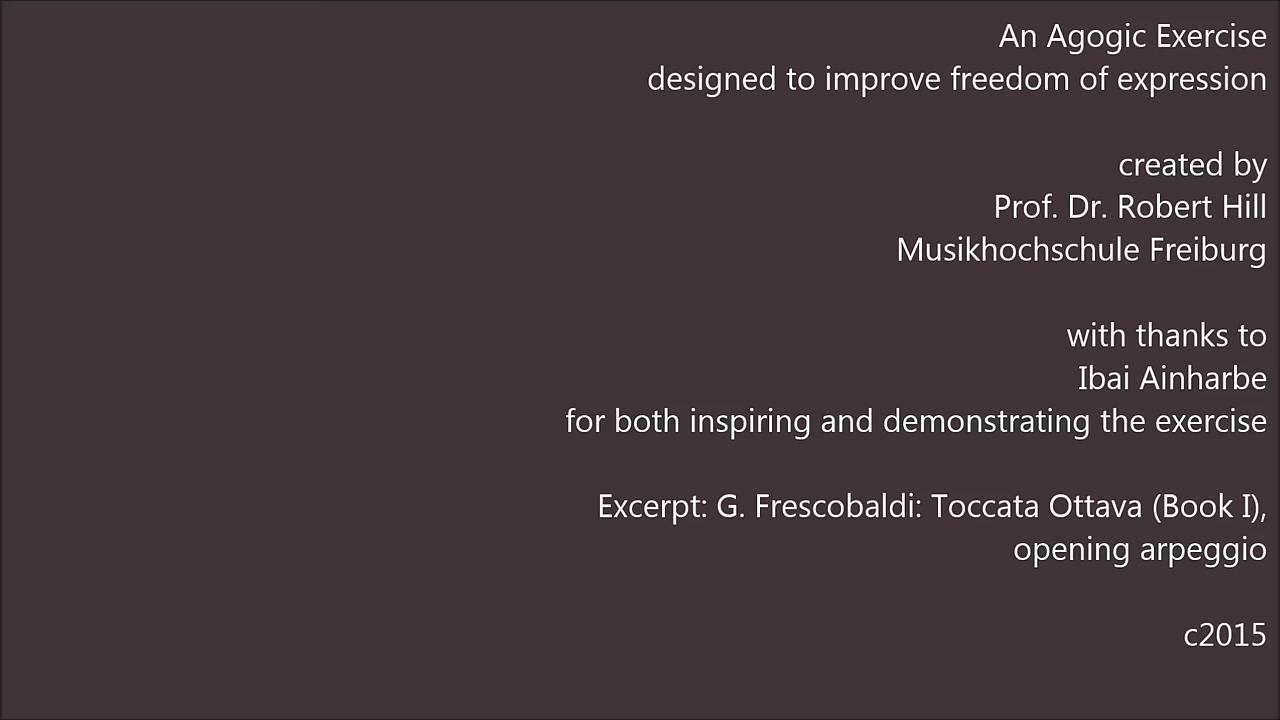 An Agogic Exercise
designed to improve freedom of expression
created by
Prof. Dr. Robert Hill
Musikhochschule Freiburg
with thanks to
Ibai Ainharbe
for both inspiring and demonstrating the exercise
Excerpt: G. Frescobaldi: Toccata Ottava (Book I),
opening arpeggio
c2015